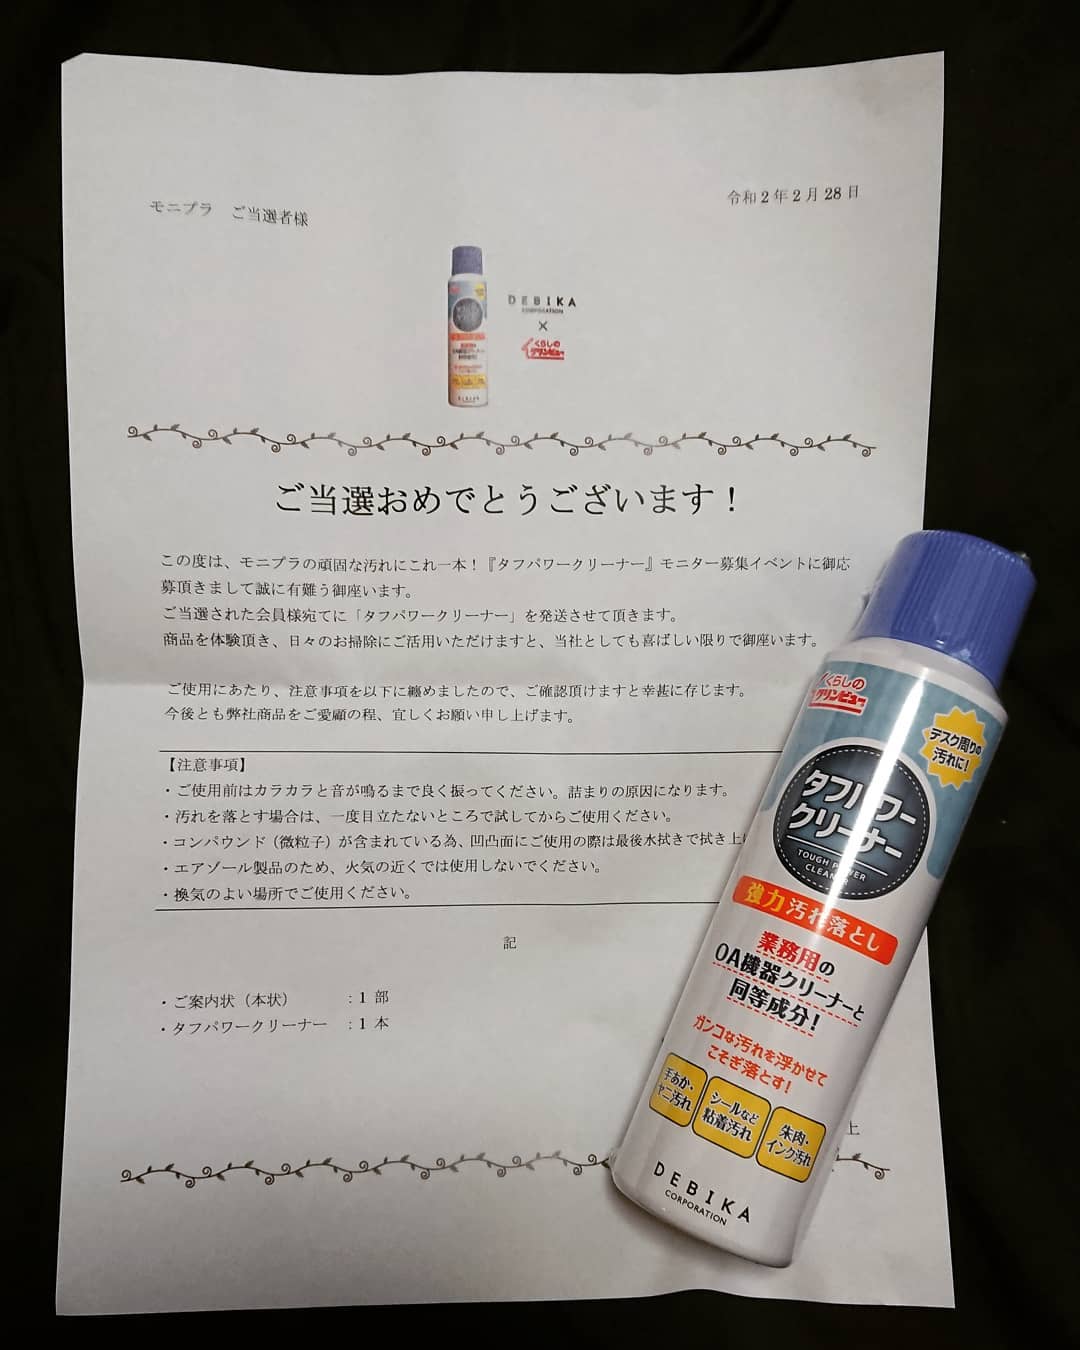 令和2年2月28日
モニプラ ご当選者様
DEBIKA
CORPORATION
×
くらしの
クリンビュー
ご当選おめでとうございます！
この度は、モニプラの頑固な汚れにこれ一本！『タフパワークリーナー』モニター募集イベントに御応
募頂きまして誠に有難う御座います。
ご当選された会員様宛てに「タフパワークリーナー」を発送させて頂きます。
商品を体験頂き、日々のお掃除にご活用いただけますと、当社としても喜ばしい限りで御座います。
ご使用にあたり、注意事項を以下に纏めましたので、ご確認頂けますと幸甚に存じます。
今後とも弊社商品をご愛顧の程、宜しくお願い申し上げます。
【注意事項】
・ご使用前はカラカラと音が鳴るまで良く振ってください。詰まりの原因になります。
・汚れを落とす場合は、一度目立たないところで試してからご使用ください。
・コンパウンド（微粒子）が含まれている為、凹凸面にご使用の際は最後水拭きで拭き上げ
・エアゾール製品のため、火気の近くでは使用しないでください。
・換気のよい場所でご使用ください。
記
・ご案内状（本状） ：1 部
・タフパワークリーナー ：1 本
上
くらしの
クリンビュー
デスク周りの
汚れに！
タフパワー
クリーナー
TOUGH POWER
CLEANER
強力汚れ落とし
業務用の
OA機器クリーナーと
同等成分！
ガンコな汚れを浮かせて
こそぎ落とす！
手あか・
ヤニ汚れ
シールなど
粘着汚れ
朱肉・
インク汚れ
DEBIKA
CORPORATION